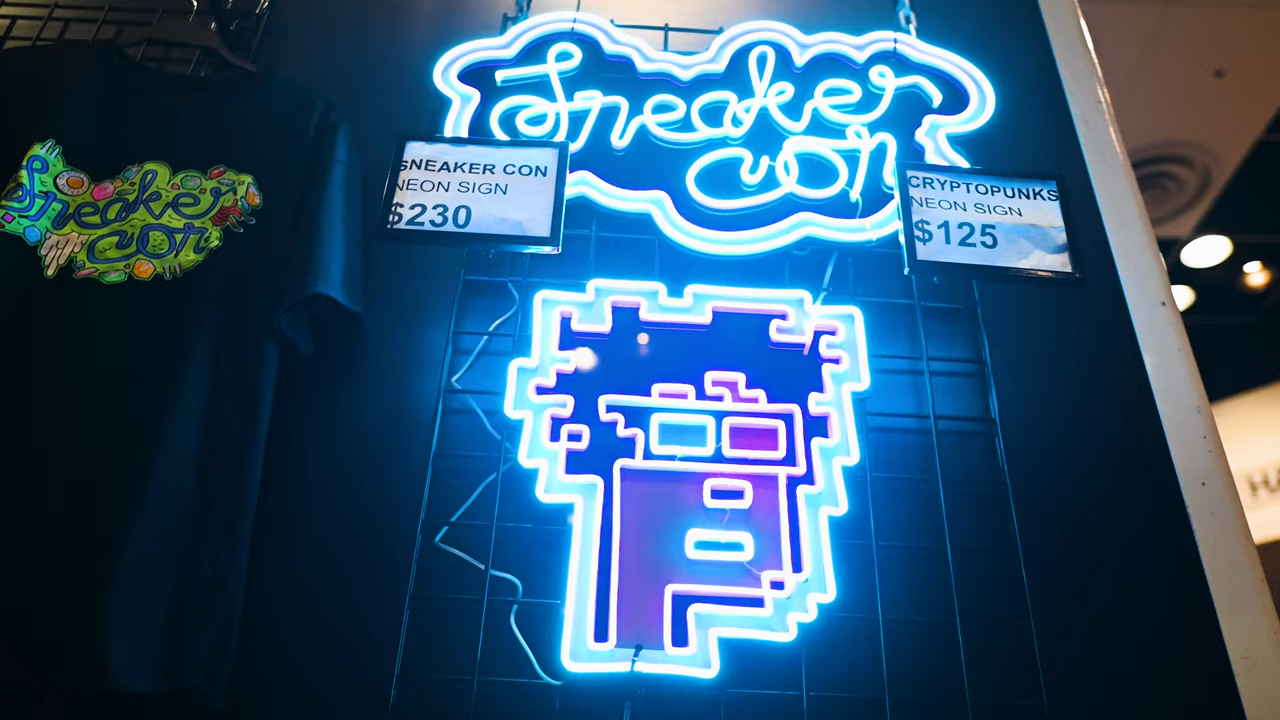 Sneaker
con
SNEAKER CON
NEON SIGN
$230
CRYPTOPUNKS
NEON SIGN
$125
Sneaker
con